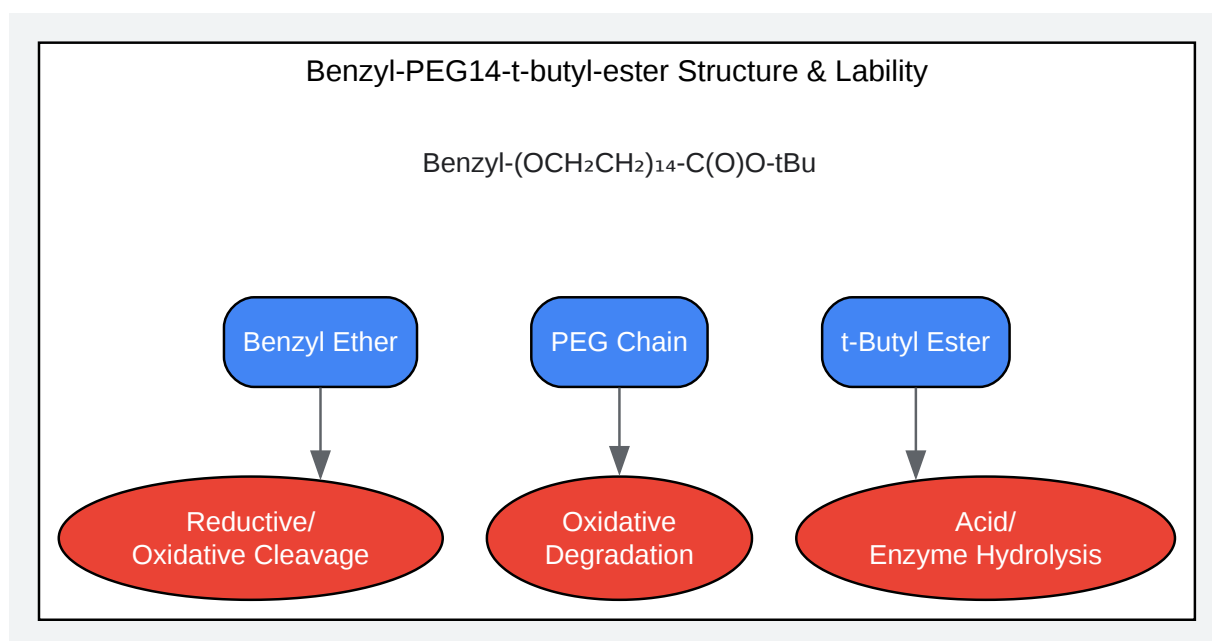 Benzyl-PEG14-t-butyl-ester Structure & Lability
Benzyl-(OCH₂CH₂)₁₄-C(O)O-tBu
Benzyl Ether
PEG Chain
t-Butyl Ester
Reductive/
Oxidative Cleavage
Oxidative
Degradation
Acid/
Enzyme Hydrolysis